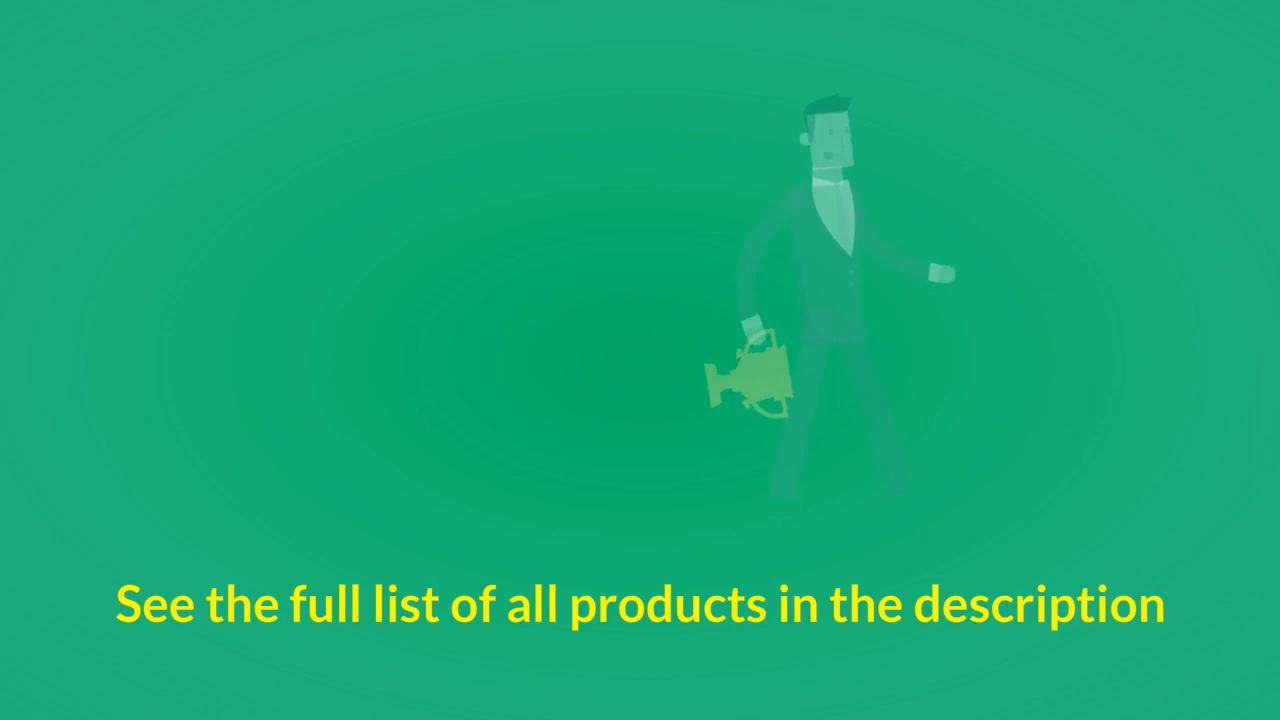 See the full list of all products in the description